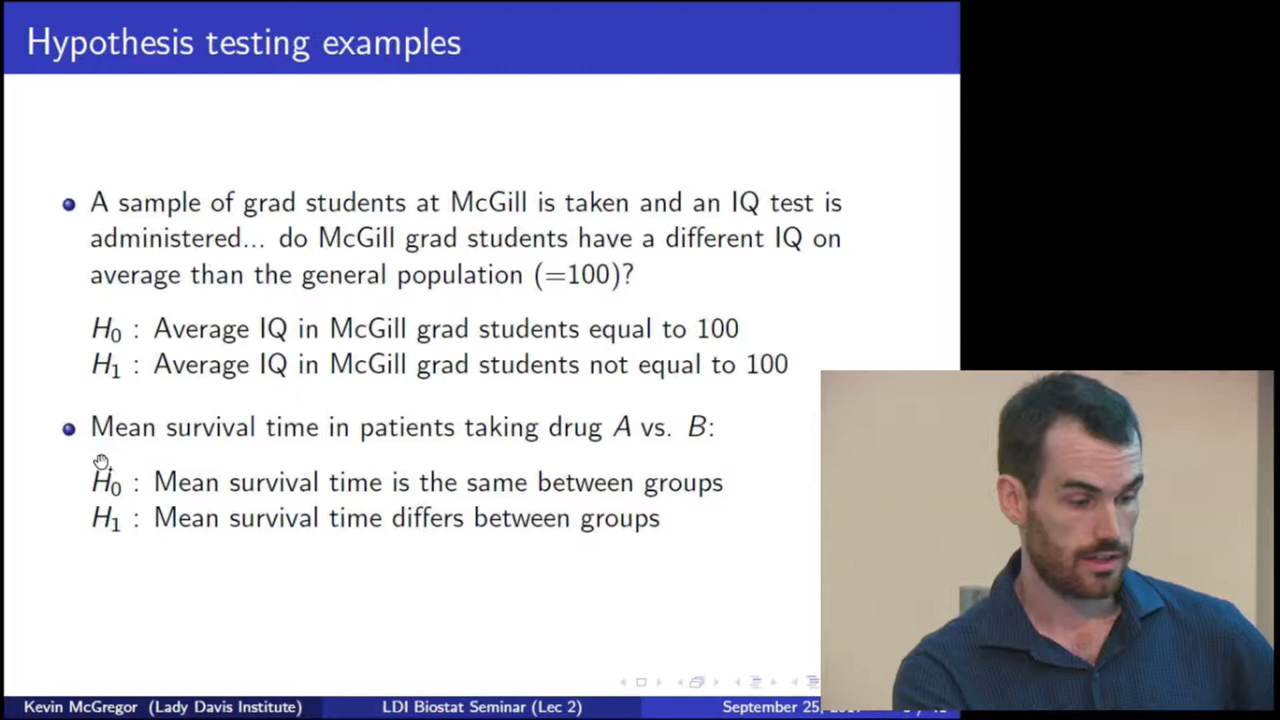 Hypothesis testing examples
A sample of grad students at McGill is taken and an IQ test is
administered... do McGill grad students have a different IQ on
average than the general population (=100)?
H₀ : Average IQ in McGill grad students equal to 100
H₁ : Average IQ in McGill grad students not equal to 100
Mean survival time in patients taking drug A vs. B:
H₀ : Mean survival time is the same between groups
H₁ : Mean survival time differs between groups
Kevin McGregor (Lady Davis Institute) LDI Biostat Seminar (Lec 2) September 25,